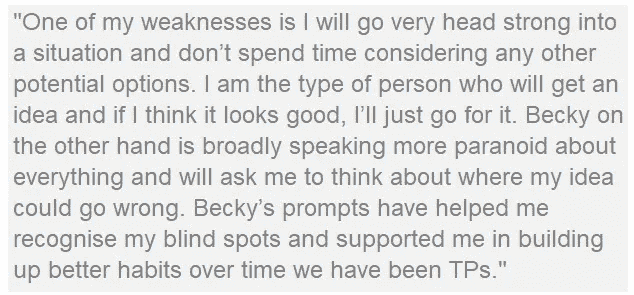 "One of my weaknesses is I will go very head strong into
a situation and don’t spend time considering any other
potential options. I am the type of person who will get an
idea and if I think it looks good, I’ll just go for it. Becky on
the other hand is broadly speaking more paranoid about
everything and will ask me to think about where my idea
could go wrong. Becky’s prompts have helped me
recognise my blind spots and supported me in building
up better habits over time we have been TPs."